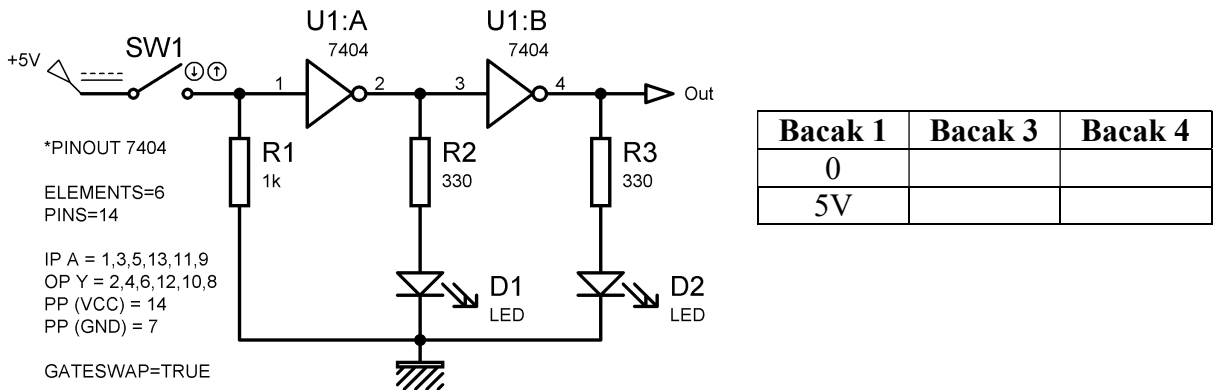 U1:A
7404
U1:B
7404
+5V
SW1
1
2
3
4
Out
*PINOUT 7404
ELEMENTS=6
PINS=14
IP A = 1,3,5,13,11,9
OP Y = 2,4,6,12,10,8
PP (VCC) = 14
PP (GND) = 7
GATESWAP=TRUE
R1
1k
R2
330
R3
330
D1
LED
D2
LED
Bacak 1 Bacak 3 Bacak 4
0
5V